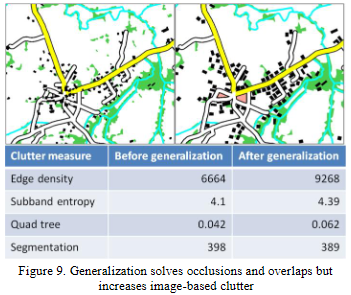 Clutter measure Before generalization After generalization
Edge density 6664 9268
Subband entropy 4.1 4.39
Quad tree 0.042 0.062
Segmentation 398 389
Figure 9. Generalization solves occlusions and overlaps but
increases image-based clutter